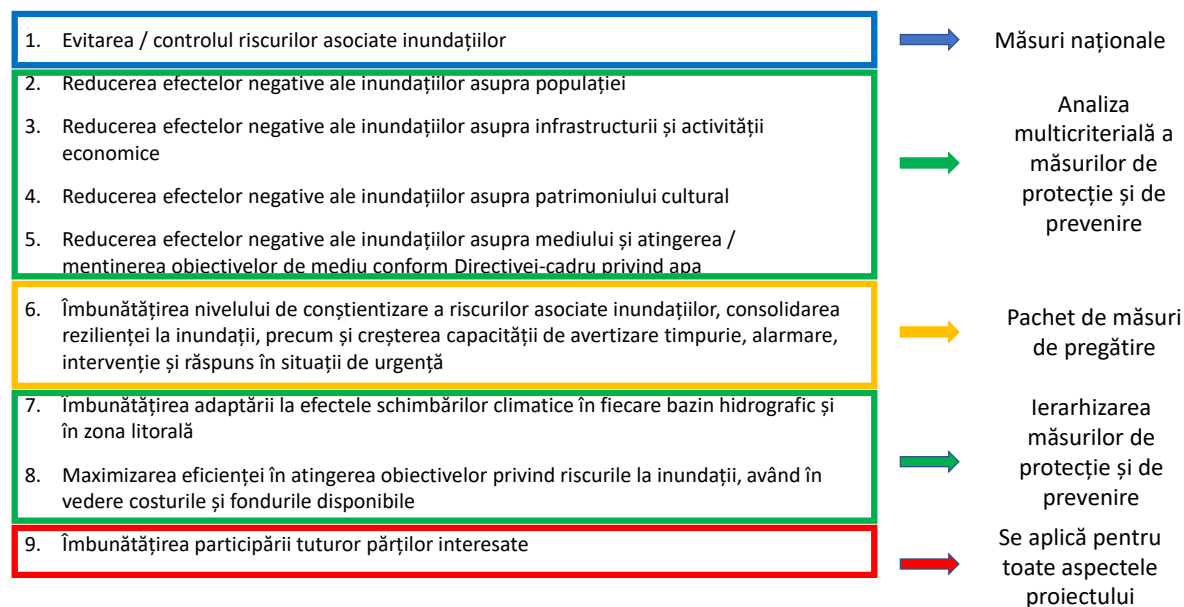 1. Evitarea / controlul riscurilor asociate inundațiilor
Măsuri naționale
2. Reducerea efectelor negative ale inundațiilor asupra populației
3. Reducerea efectelor negative ale inundațiilor asupra infrastructurii și activității
economice
4. Reducerea efectelor negative ale inundațiilor asupra patrimoniului cultural
5. Reducerea efectelor negative ale inundațiilor asupra mediului și atingerea /
menținerea obiectivelor de mediu conform Directivei-cadru privind apa
Analiza
multicriterială a
măsurilor de
protecție și de
prevenire
6. Îmbunătățirea nivelului de conștientizare a riscurilor asociate inundațiilor, consolidarea
rezilienței la inundații, precum și creșterea capacității de avertizare timpurie, alarmare,
intervenție și răspuns în situații de urgență
Pachet de măsuri
de pregătire
7. Îmbunătățirea adaptării la efectele schimbărilor climatice în fiecare bazin hidrografic și
în zona litorală
8. Maximizarea eficienței în atingerea obiectivelor privind riscurile la inundații, având în
vedere costurile și fondurile disponibile
Ierarhizarea
măsurilor de
protecție și de
prevenire
9. Îmbunătățirea participării tuturor părților interesate
Se aplică pentru
toate aspectele
proiectului